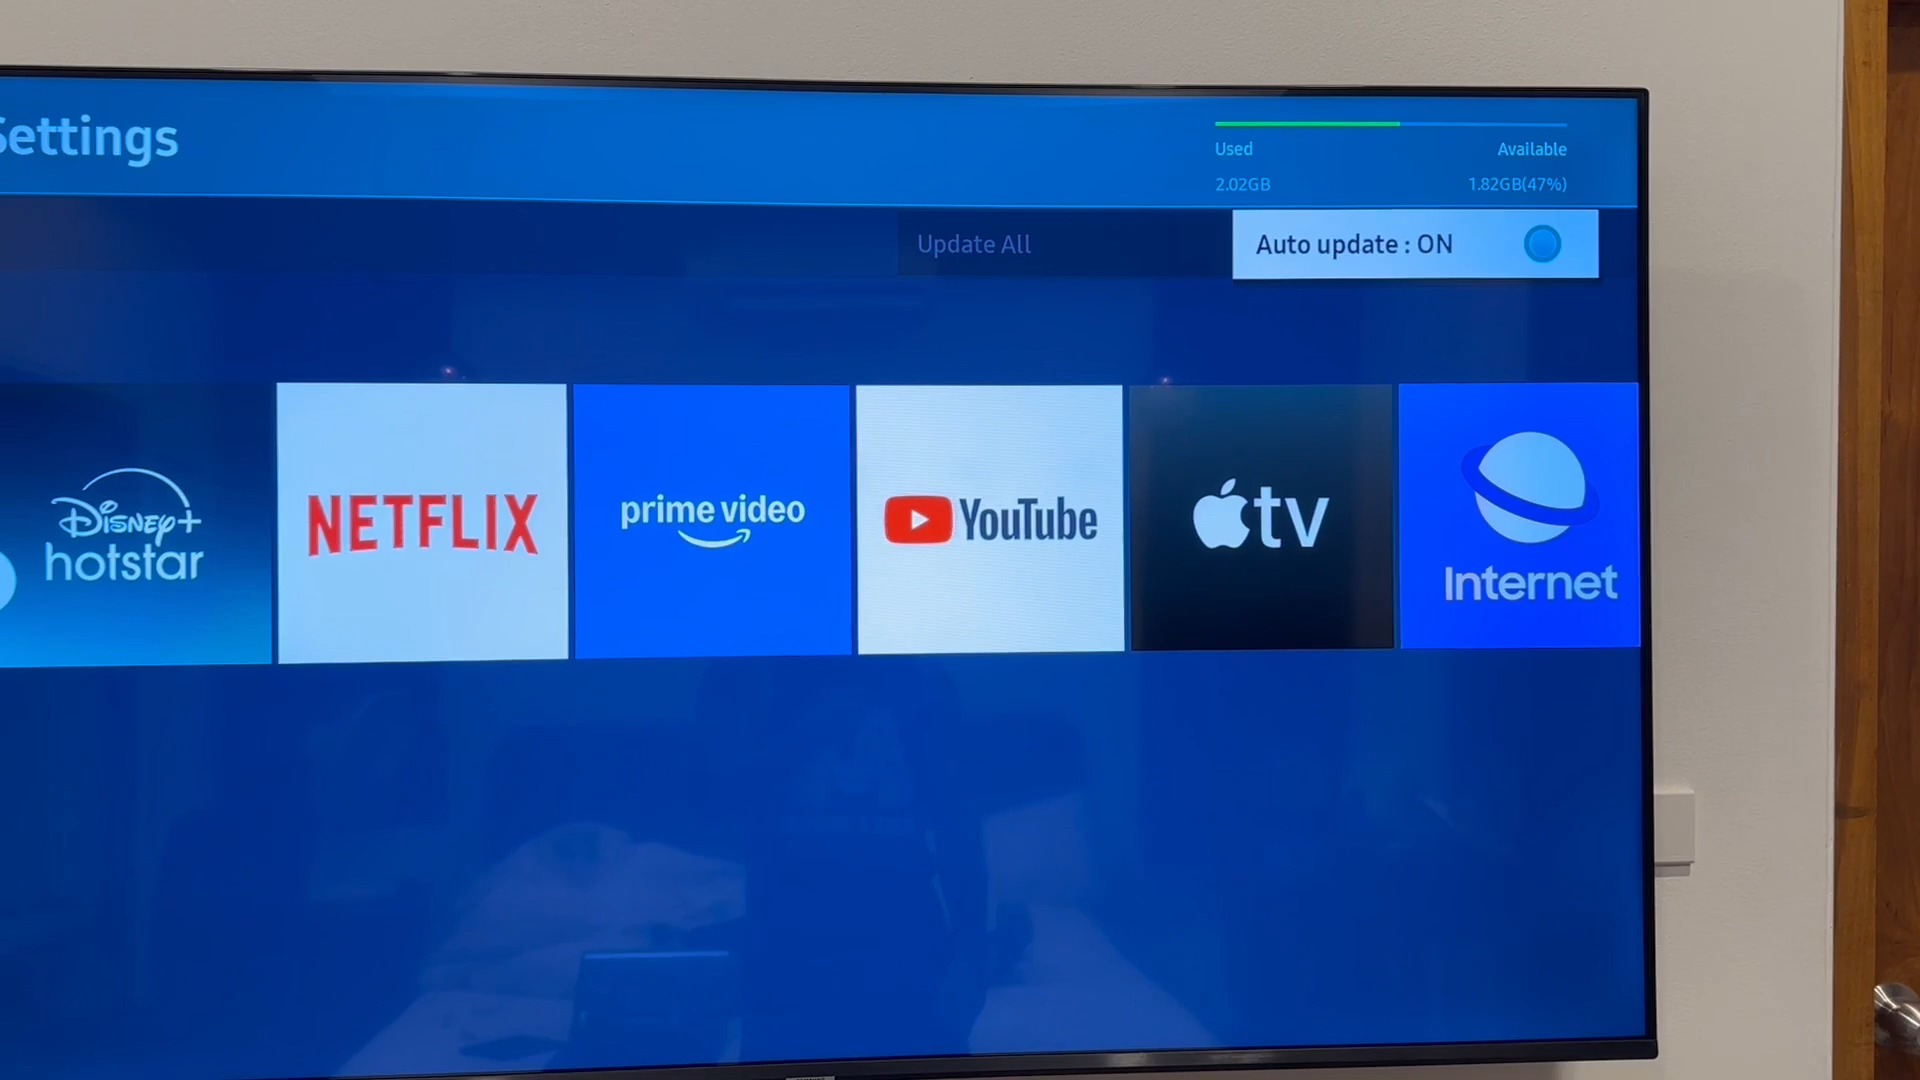 Settings
Used Available
2.02GB 1.82GB(47%)
Update All
Auto update : ON
Disney+
hotstar
NETFLIX
prime video
YouTube
tv
Internet